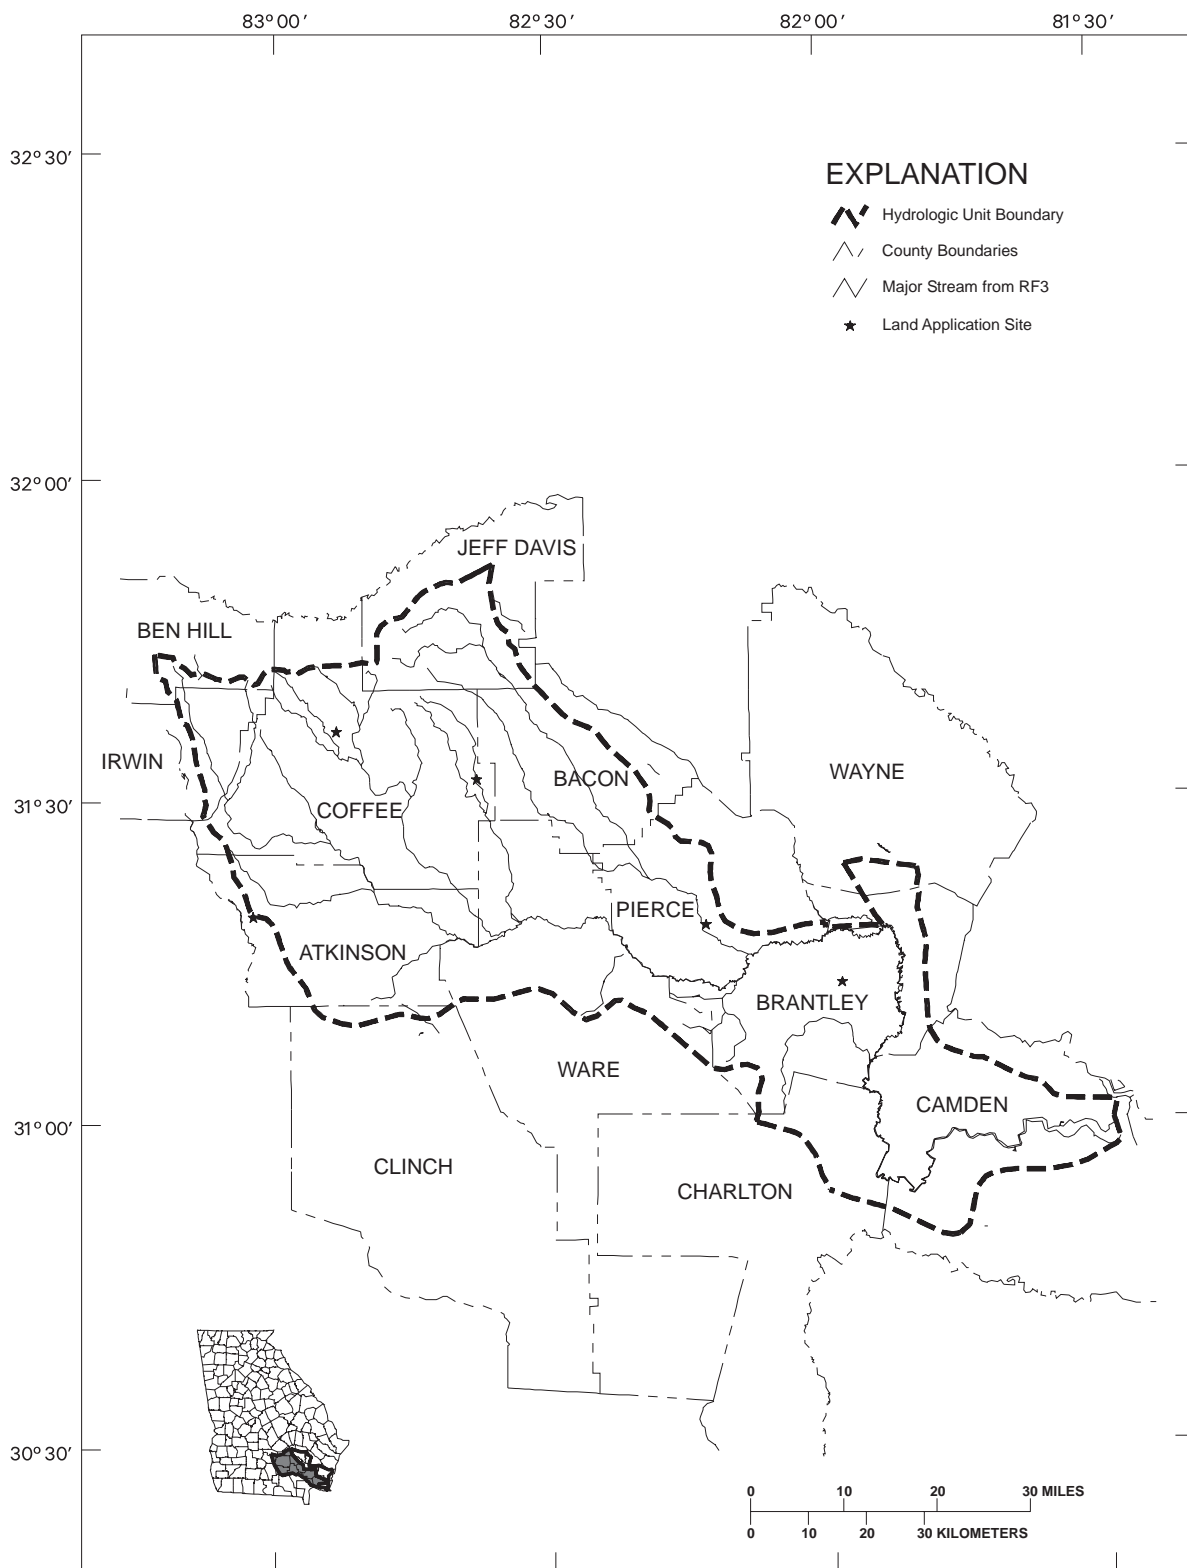 83°00′
82°30′
82°00′
81°30′
32°30′
EXPLANATION
Hydrologic Unit Boundary
County Boundaries
Major Stream from RF3
Land Application Site
32°00′
JEFF DAVIS
BEN HILL
IRWIN
BACON
WAYNE
31°30′
COFFEE
PIERCE
ATKINSON
BRANTLEY
WARE
CAMDEN
31°00′
CLINCH
CHARLTON
30°30′
0 10 20 30 MILES
0 10 20 30 KILOMETERS